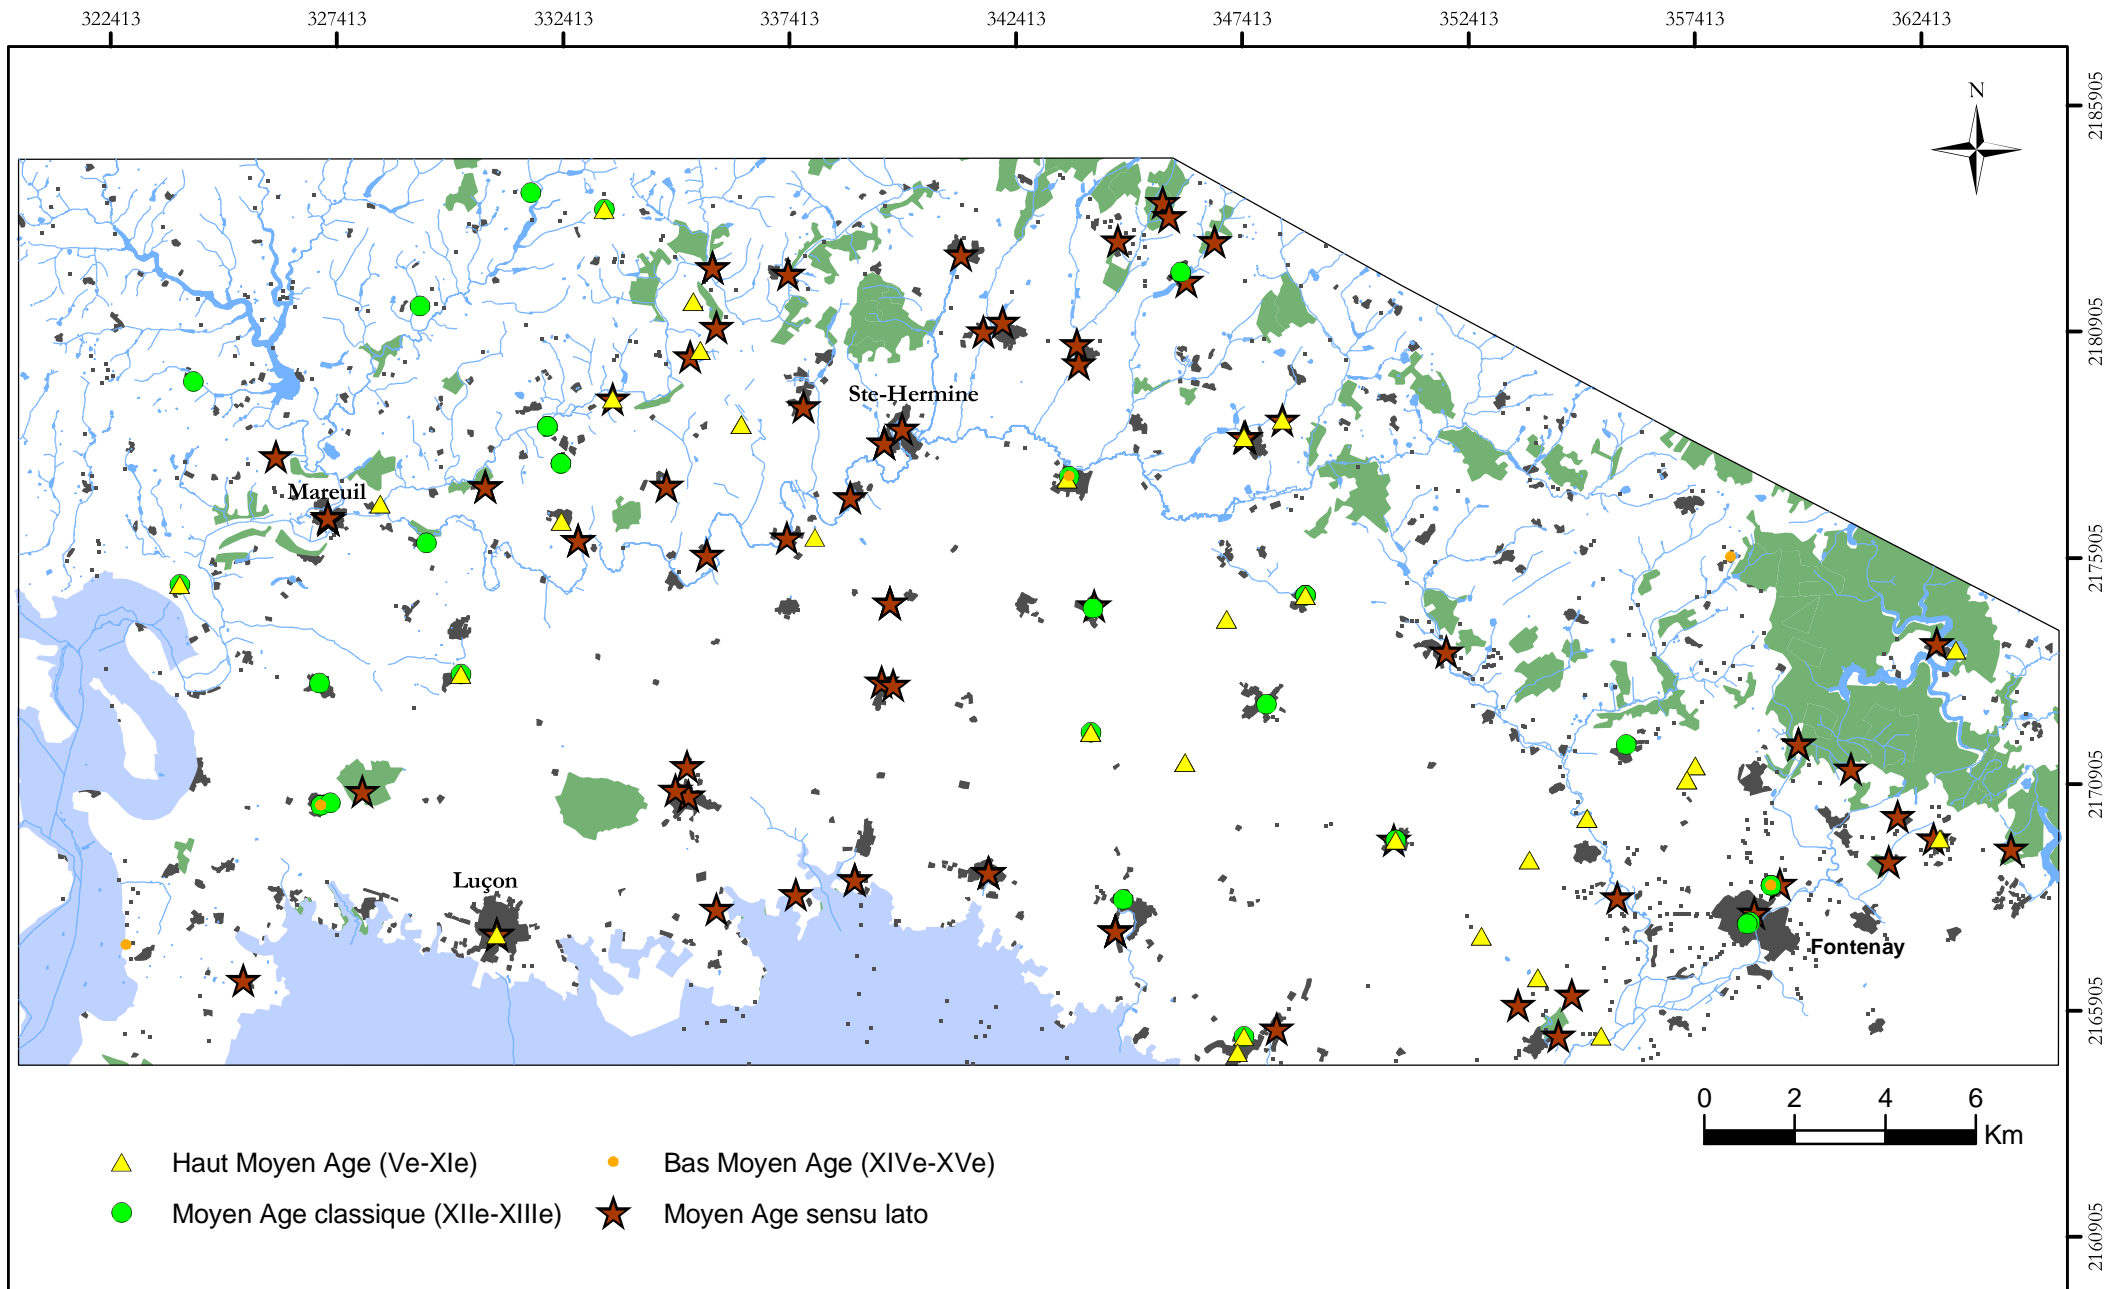 322413 327413 332413 337413 342413 347413 352413 357413 362413
2185905
N
2180905
Ste-Hermine
Mareuil
2175905
2170905
Luçon
Fontenay
2165905
0 2 4 6
Km
Haut Moyen Age (Ve-XIe)
Bas Moyen Age (XIVe-XVe)
Moyen Age classique (XIIe-XIIIe)
Moyen Age sensu lato
2160905